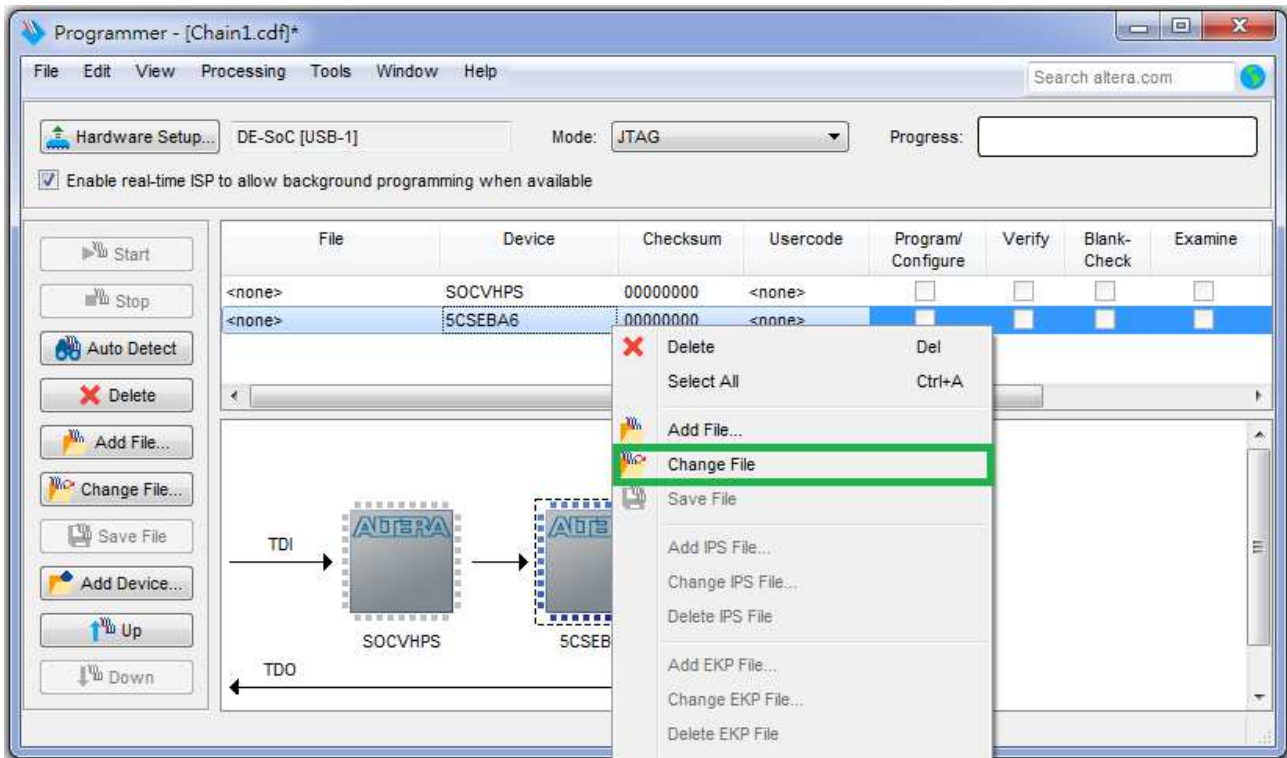 Programmer - [Chain1.cdf]*
File Edit View Processing Tools Window Help Search altera.com
Hardware Setup... DE-SoC [USB-1] Mode: JTAG Progress:
Enable real-time ISP to allow background programming when available
Start
Stop
Auto Detect
Delete
Add File...
Change File...
Save File
Add Device...
Up
Down
File Device Checksum Usercode Program/ Configure Verify Blank- Check Examine
<none> SOCVHPS 00000000 <none>
<none> 5CSEBA6 00000000 <none>
Delete Del
Select All Ctrl+A
Add File...
Change File
Save File
Add IPS File...
Change IPS File...
Delete IPS File
Add EKP File...
Change EKP File...
Delete EKP File
TDI
ALTERA
SOCVHPS
ALTE
5CSEB
TDO